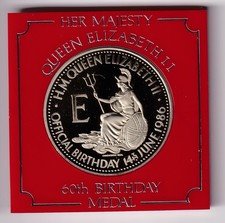 HER MAJESTY
QUEEN ELIZABETH II
H.M. QUEEN ELIZABETH II
E
OFFICIAL BIRTHDAY 14th JUNE 1986
60th BIRTHDAY
MEDAL